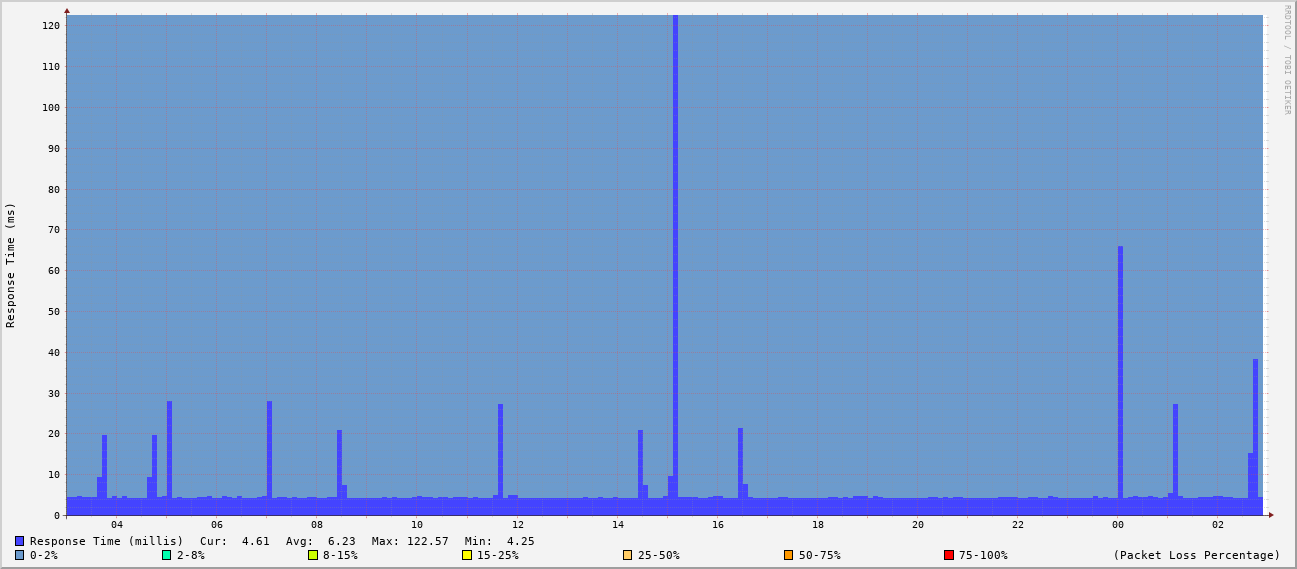 RRDTOOL / TOBI OETIKER
Response Time (ms)
120
110
100
90
80
70
60
50
40
30
20
10
0
04 06 08 10 12 14 16 18 20 22 00 02
Response Time (millis) Cur: 4.61 Avg: 6.23 Max: 122.57 Min: 4.25
0-2% 2-8% 8-15% 15-25% 25-50% 50-75% 75-100% (Packet Loss Percentage)